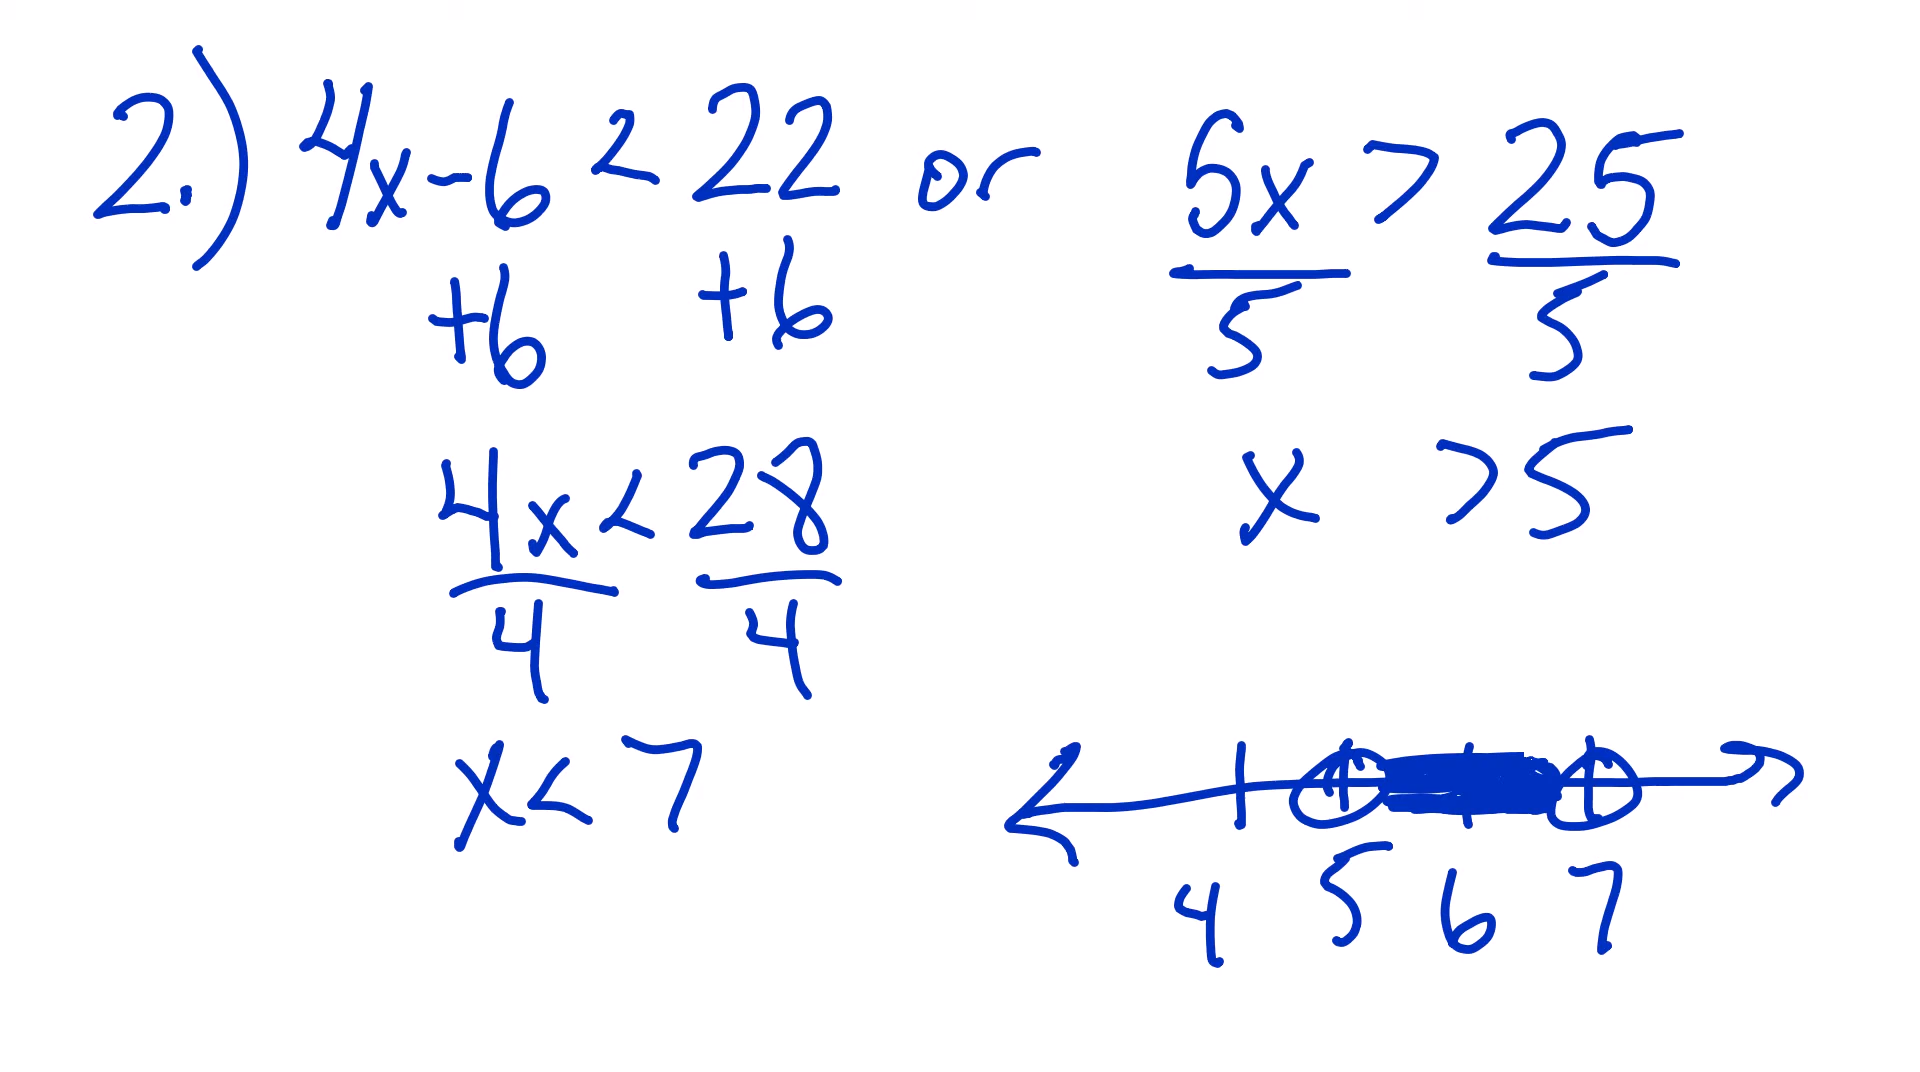 2.) 4x - 6 < 22 or 5x > 25
+6 +6 5 5
4x < 28 x > 5
4 4
x < 7
4 5 6 7